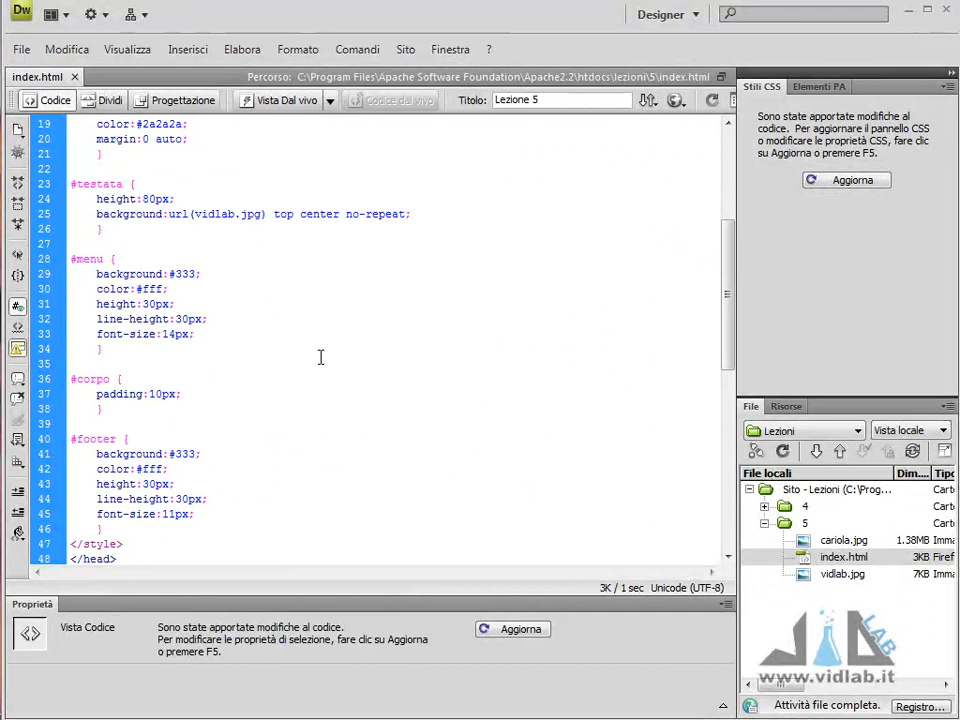 Dw
Designer
File Modifica Visualizza Inserisci Elabora Formato Comandi Sito Finestra ?
index.html
Percorso: C:\Program Files\Apache Software Foundation\Apache2.2\htdocs\lezioni\5\index.html
Codice Dividi Progettazione Vista Dal vivo Codice dal vivo Titolo: Lezione 5
19 color:#2a2a2a;
20 margin:0 auto;
21 }
22
23 #testata {
24 height:80px;
25 background:url(vidlab.jpg) top center no-repeat;
26 }
27
28 #menu {
29 background:#333;
30 color:#fff;
31 height:30px;
32 line-height:30px;
33 font-size:14px;
34 }
35
36 #corpo {
37 padding:10px;
38 }
39
40 #footer {
41 background:#333;
42 color:#fff;
43 height:30px;
44 line-height:30px;
45 font-size:11px;
46 }
47 </style>
48 </head>
3K / 1 sec Unicode (UTF-8)
Proprietà
Vista Codice
Sono state apportate modifiche al codice.
Per modificare le proprietà di selezione, fare clic su Aggiorna
o premere F5.
Aggiorna
Stili CSS Elementi PA
Sono state apportate modifiche al
codice. Per aggiornare il pannello CSS
o modificare le proprietà CSS, fare clic
su Aggiorna o premere F5.
Aggiorna
File Risorse
Lezioni Vista locale
File locali Dim... Tipo
Sito - Lezioni (C:\Prog... Carto
4 Carto
5 Carto
cariola.jpg 1.38MB Imma
index.html 3KB Firef
vidlab.jpg 7KB Imma
LAB
www.vidlab.it
Attività file completa. Registro...